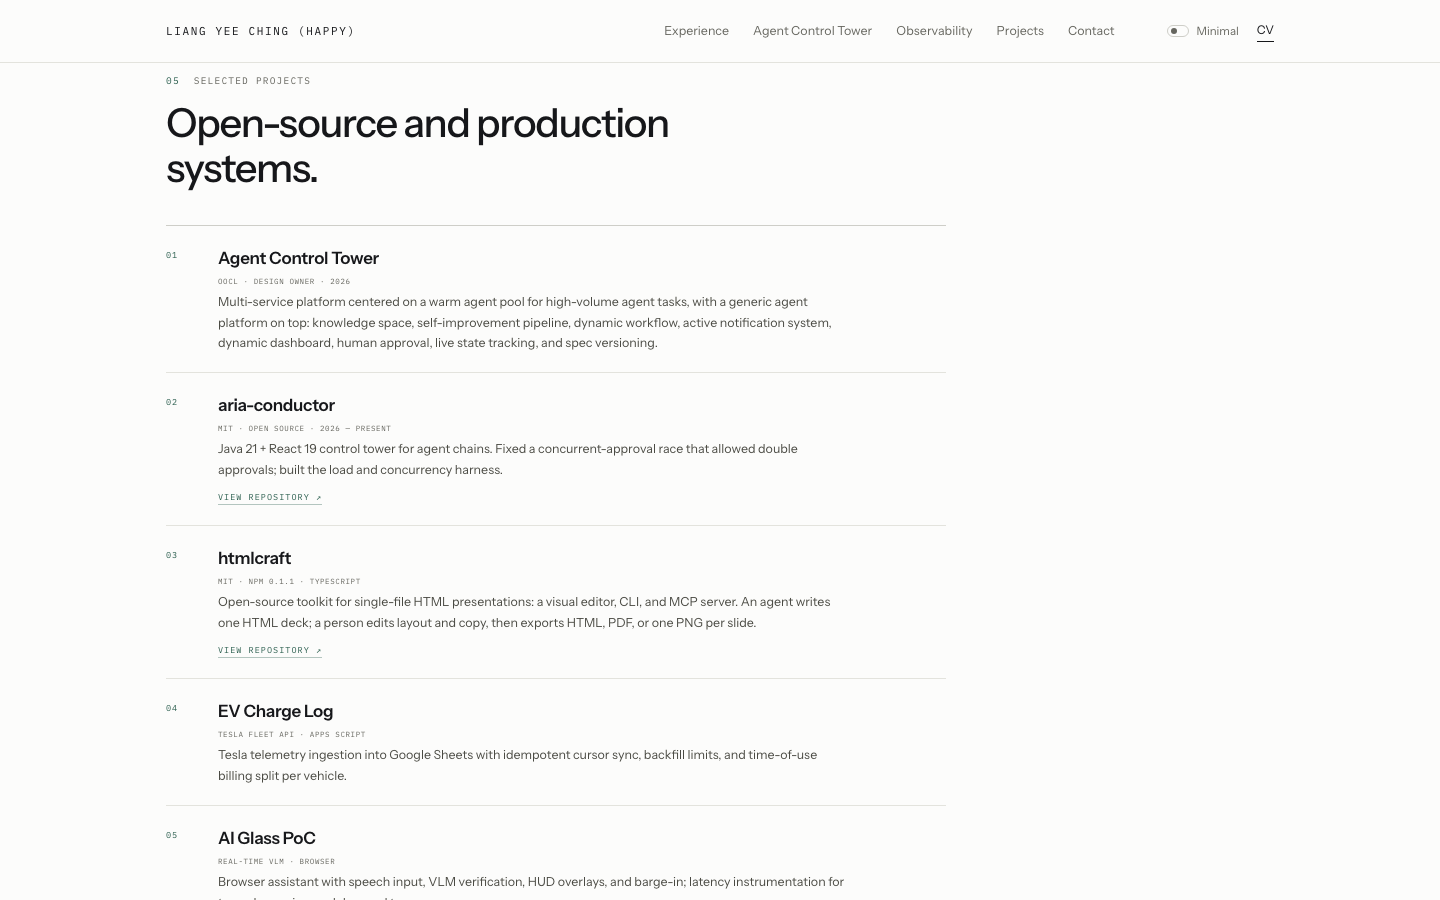 LIANG YEE CHING (HAPPY)
Experience
Agent Control Tower
Observability
Projects
Contact
Minimal
CV
05 SELECTED PROJECTS
Open-source and production
systems.
01
Agent Control Tower
OOCL · DESIGN OWNER · 2026
Multi-service platform centered on a warm agent pool for high-volume agent tasks, with a generic agent
platform on top: knowledge space, self-improvement pipeline, dynamic workflow, active notification system,
dynamic dashboard, human approval, live state tracking, and spec versioning.
02
aria-conductor
MIT · OPEN SOURCE · 2026 — PRESENT
Java 21 + React 19 control tower for agent chains. Fixed a concurrent-approval race that allowed double
approvals; built the load and concurrency harness.
VIEW REPOSITORY ↗
03
htmlcraft
MIT · NPM 0.1.1 · TYPESCRIPT
Open-source toolkit for single-file HTML presentations: a visual editor, CLI, and MCP server. An agent writes
one HTML deck; a person edits layout and copy, then exports HTML, PDF, or one PNG per slide.
VIEW REPOSITORY ↗
04
EV Charge Log
TESLA FLEET API · APPS SCRIPT
Tesla telemetry ingestion into Google Sheets with idempotent cursor sync, backfill limits, and time-of-use
billing split per vehicle.
05
AI Glass PoC
REAL-TIME VLM · BROWSER
Browser assistant with speech input, VLM verification, HUD overlays, and barge-in; latency instrumentation for